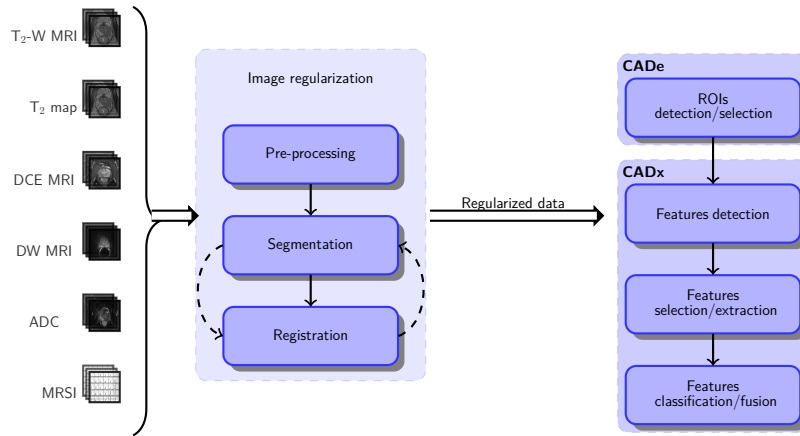 T₂-W MRI
T₂ map
DCE MRI
DW MRI
ADC
MRSI
Image regularization
Pre-processing
Segmentation
Registration
Regularized data
CADe
ROIs
detection/selection
CADx
Features detection
Features
selection/extraction
Features
classification/fusion